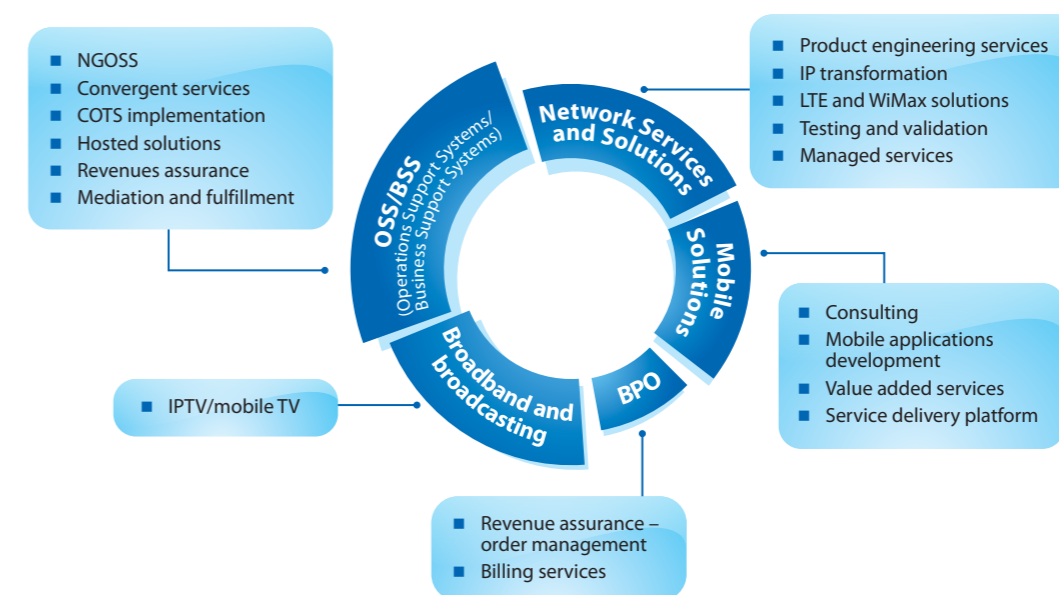 NGOSS
Convergent services
COTS implementation
Hosted solutions
Revenues assurance
Mediation and fulfillment
OSS/BSS
(Operations Support Systems/
Business Support Systems)
Network Services
and Solutions
Product engineering services
IP transformation
LTE and WiMax solutions
Testing and validation
Managed services
Mobile
Solutions
Consulting
Mobile applications
development
Value added services
Service delivery platform
BPO
Revenue assurance –
order management
Billing services
Broadband and
broadcasting
IPTV/mobile TV